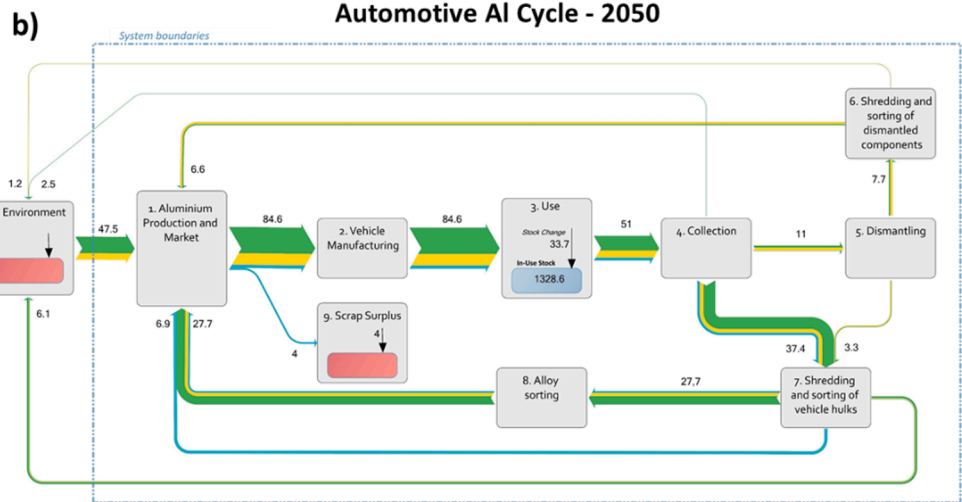 b)
Automotive Al Cycle - 2050
System boundaries
6. Shredding and
sorting of
dismantled
components
6.6
7.7
1.2
2.5
Environment
47.5
1. Aluminium
Production and
Market
84.6
2. Vehicle
Manufacturing
84.6
3. Use
Stock Change
33.7
In-Use Stock
1328.6
51
4. Collection
11
5. Dismantling
6.1
6.9
27.7
9. Scrap Surplus
4
4
37.4
3.3
8. Alloy
sorting
27.7
7. Shredding
and sorting of
vehicle hulks